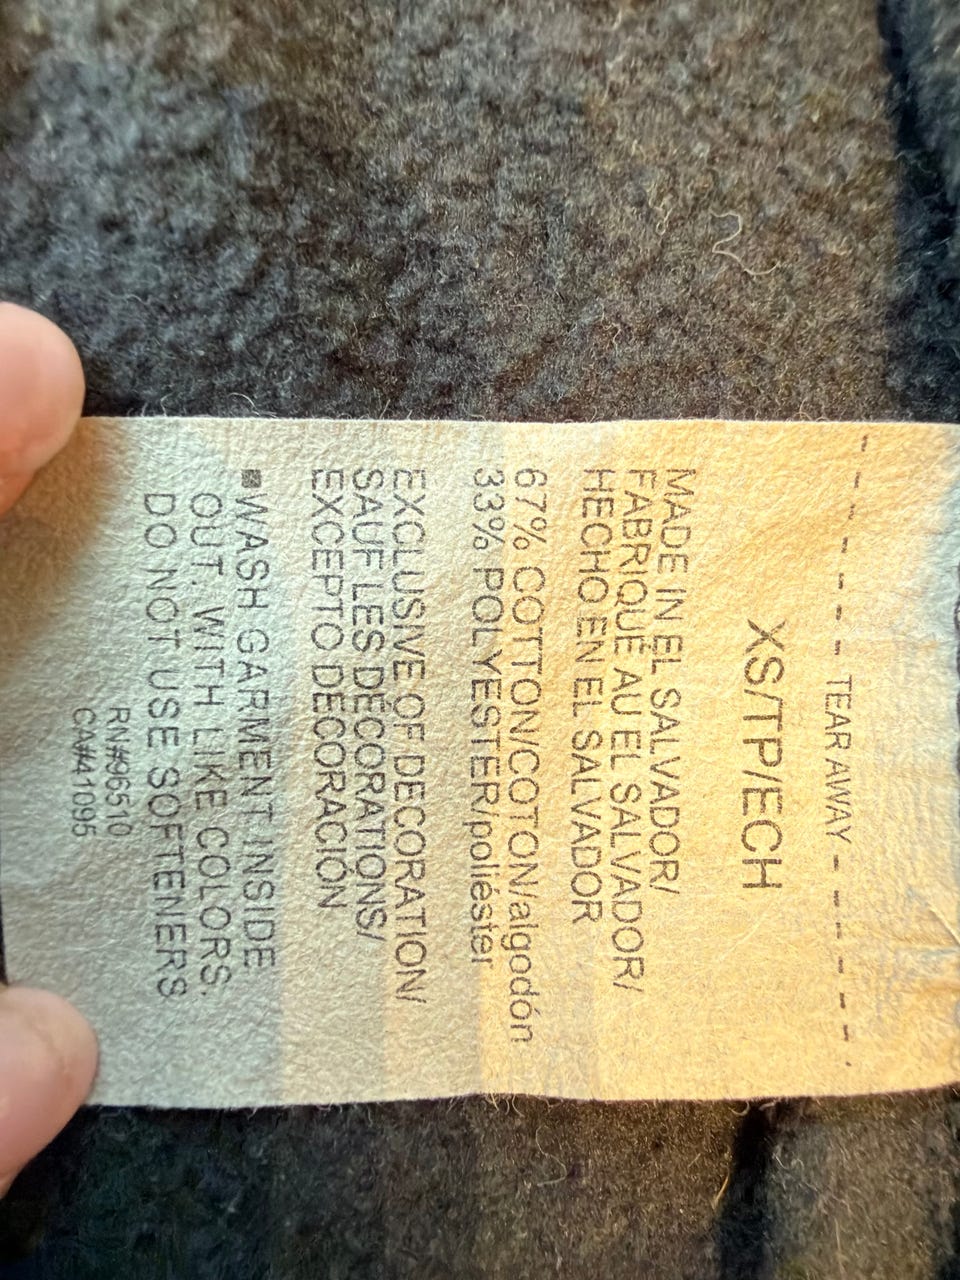 - - - - - - TEAR AWAY - - - - - -
XS/TP/ECH
MADE IN EL SALVADOR/
FABRIQUÉ AU EL SALVADOR/
HECHO EN EL SALVADOR
67% COTTON/COTON/algodón
33% POLYESTER/poliéster
EXCLUSIVE OF DECORATION/
SAUF LES DÉCORATIONS/
EXCEPTO DECORACIÓN
■WASH GARMENT INSIDE
OUT. WITH LIKE COLORS.
DO NOT USE SOFTENERS
RN#96510
CA#41095